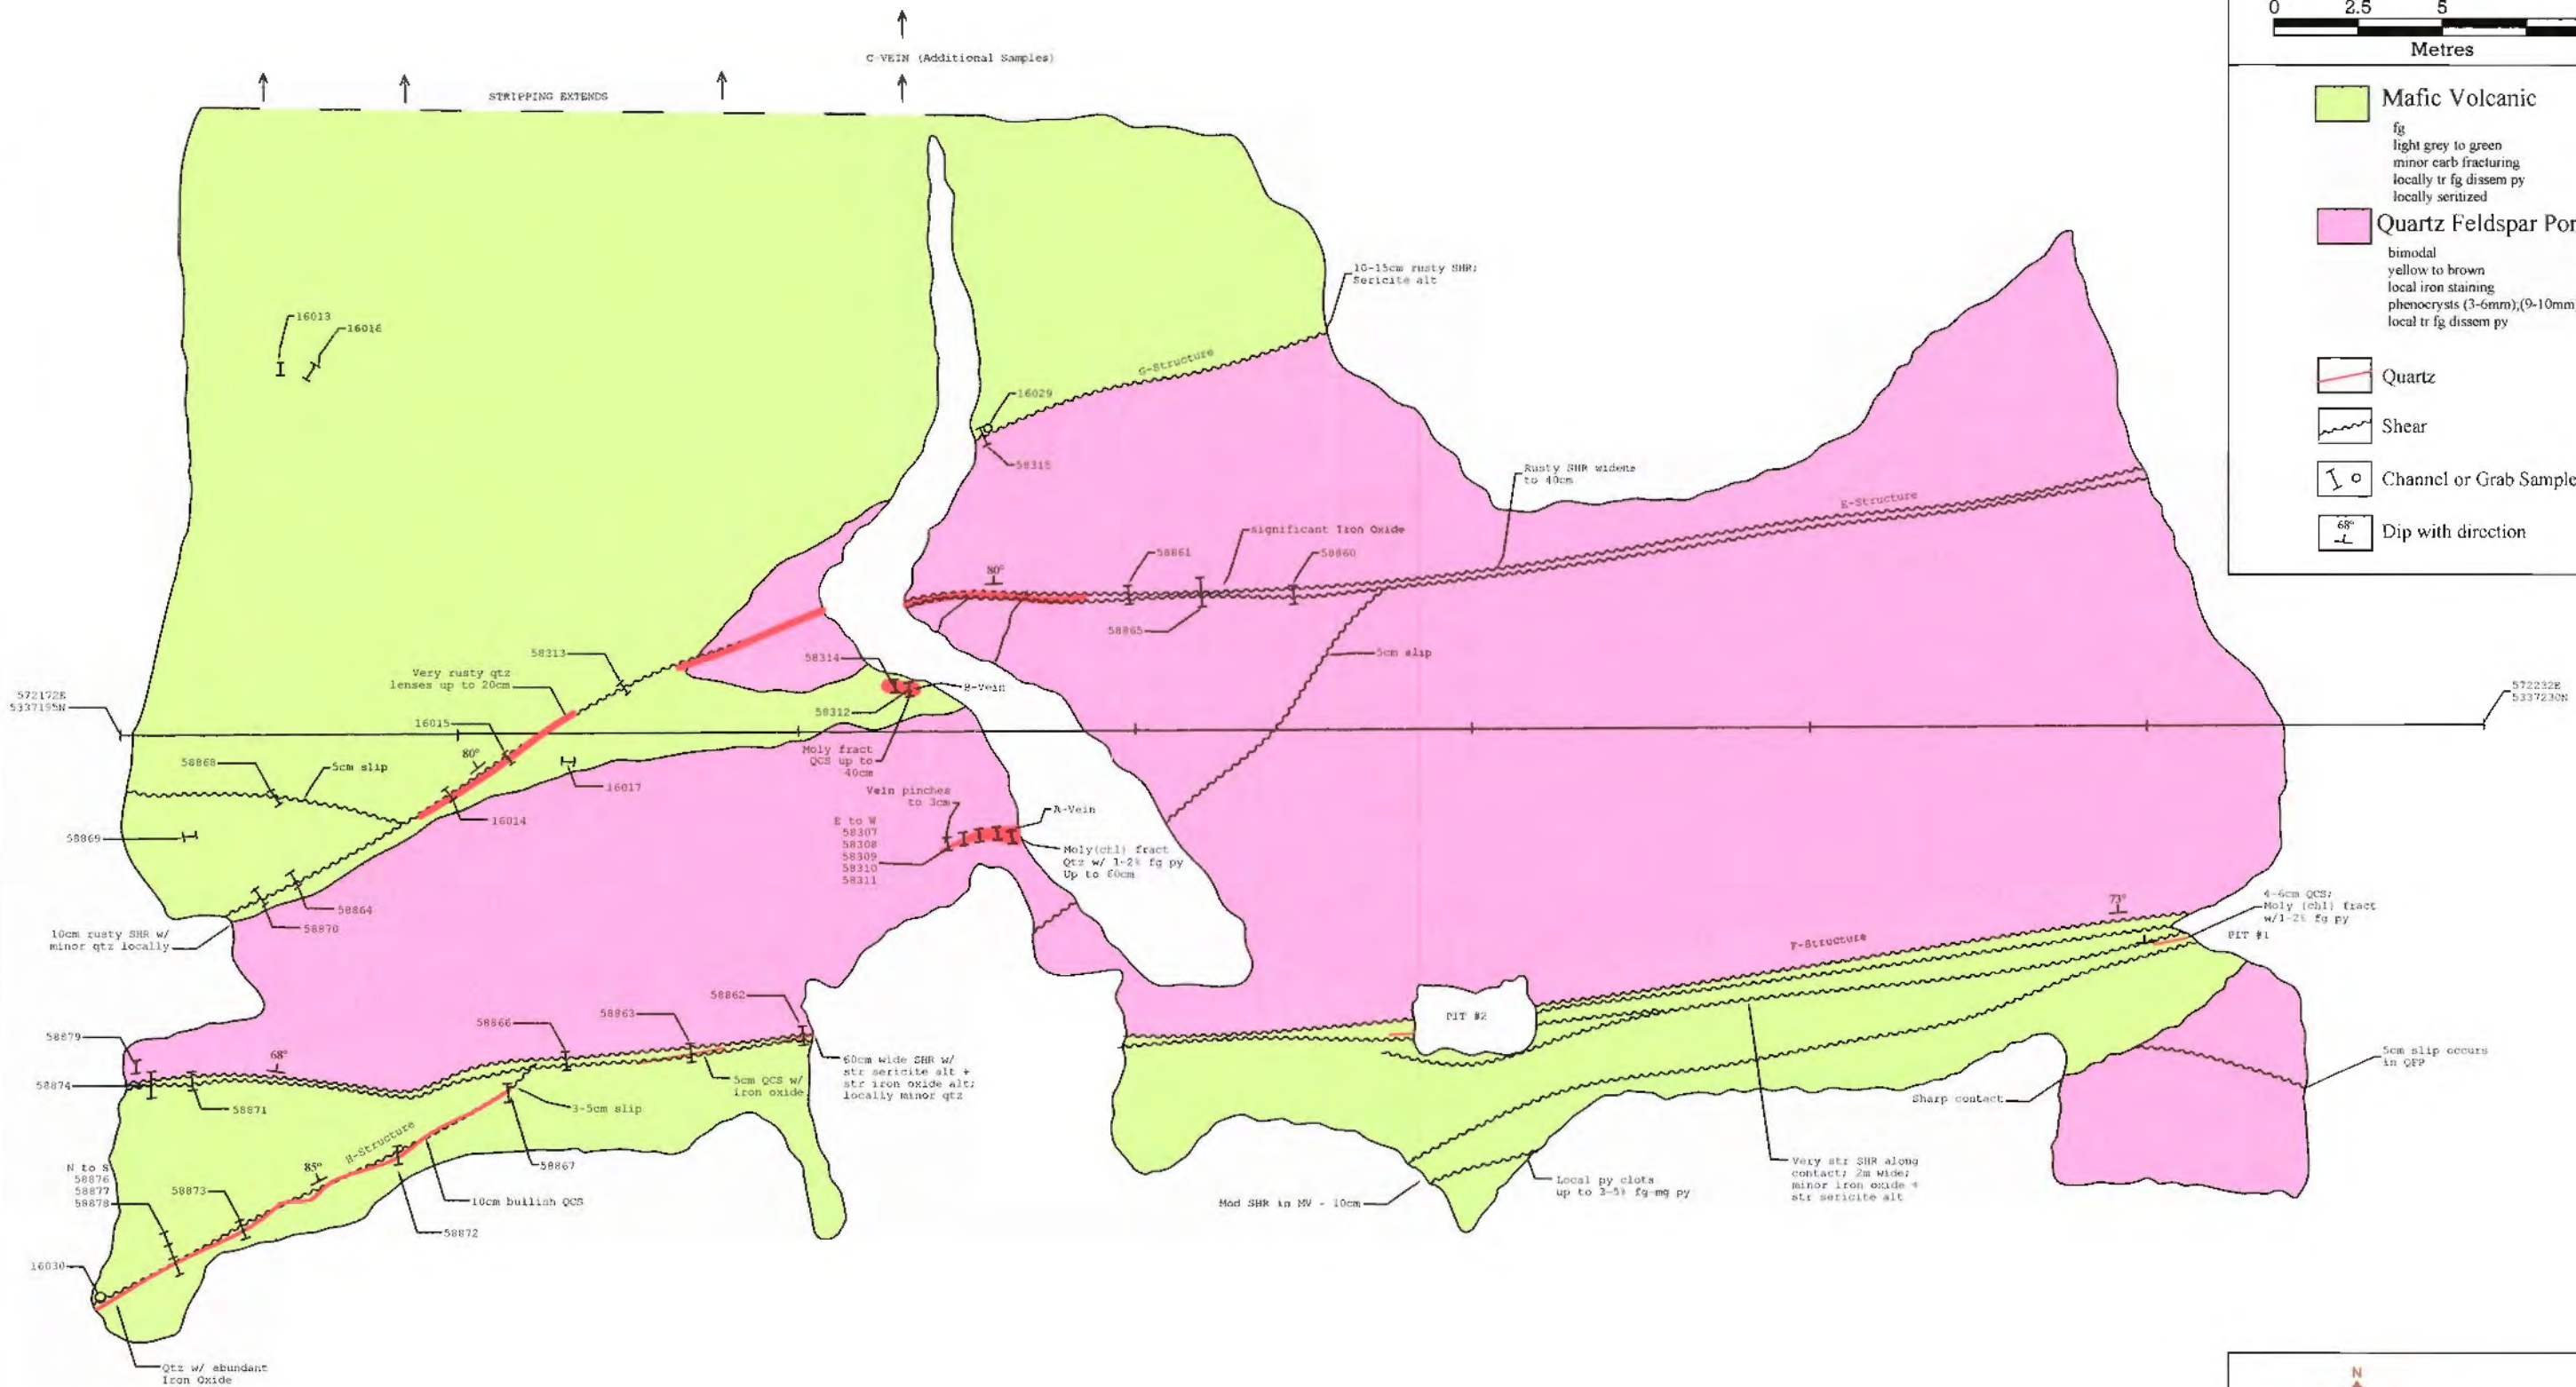 C-VEIN (Additional Samples)
STRIPPING EXTENDS
0 2.5 5
Metres
Mafic Volcanic
fg
light grey to green
minor carb fracturing
locally tr fg dissem py
locally seritized
Quartz Feldspar Por
bimodal
yellow to brown
local iron staining
phenocrysts (3-6mm);(9-10mm
local tr fg dissem py
Quartz
Shear
Channel or Grab Sample
68°
Dip with direction
16013
16016
10-15cm rusty SHR;
Sericite alt
G-Structure
16029
58315
Rusty SHR widens
to 40cm
E-Structure
significant Iron Oxide
58861
58860
80°
58865
5cm slip
58313
58314
Very rusty qtz
lenses up to 20cm
B-Vein
58312
572172E
5337195N
572232E
5337230N
16015
80°
Moly fract
QCS up to
40cm
58868
5cm slip
16017
16014
Vein pinches
to 3cm
A-Vein
E to W
58307
58308
58309
58310
58311
Moly(chl) fract
Qtz w/ 1-2% fg py
Up to 60cm
58869
58864
58870
10cm rusty SHR w/
minor qtz locally
73°
4-6cm QCS;
Moly (chl) fract
w/1-2% fg py
F-Structure
PIT #1
58862
58863
58866
PIT #2
58879
68°
58874
58871
60cm wide SHR w/
str sericite alt +
str iron oxide alt;
locally minor qtz
5cm QCS w/
iron oxide
3-5cm slip
5cm slip occurs
in QFP
Sharp contact
H-Structure
85°
58867
N to S
58876
58877
58878
58873
10cm bullish QCS
58872
Very str SHR along
contact; 2m wide;
minor iron oxide +
str sericite alt
Local py clots
up to 3-5% fg-mg py
Mod SHR in MV - 10cm
16030
Qtz w/ abundant
Iron Oxide
N